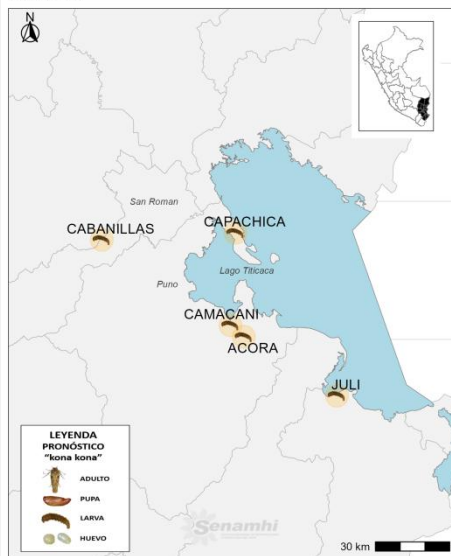 N
San Roman
CABANILLAS
CAPACHICA
Lago Titicaca
Puno
CAMACANI
ACORA
JULI
LEYENDA
PRONÓSTICO
“kona kona”
ADULTO
PUPA
LARVA
HUEVO
Senamhi
30 km